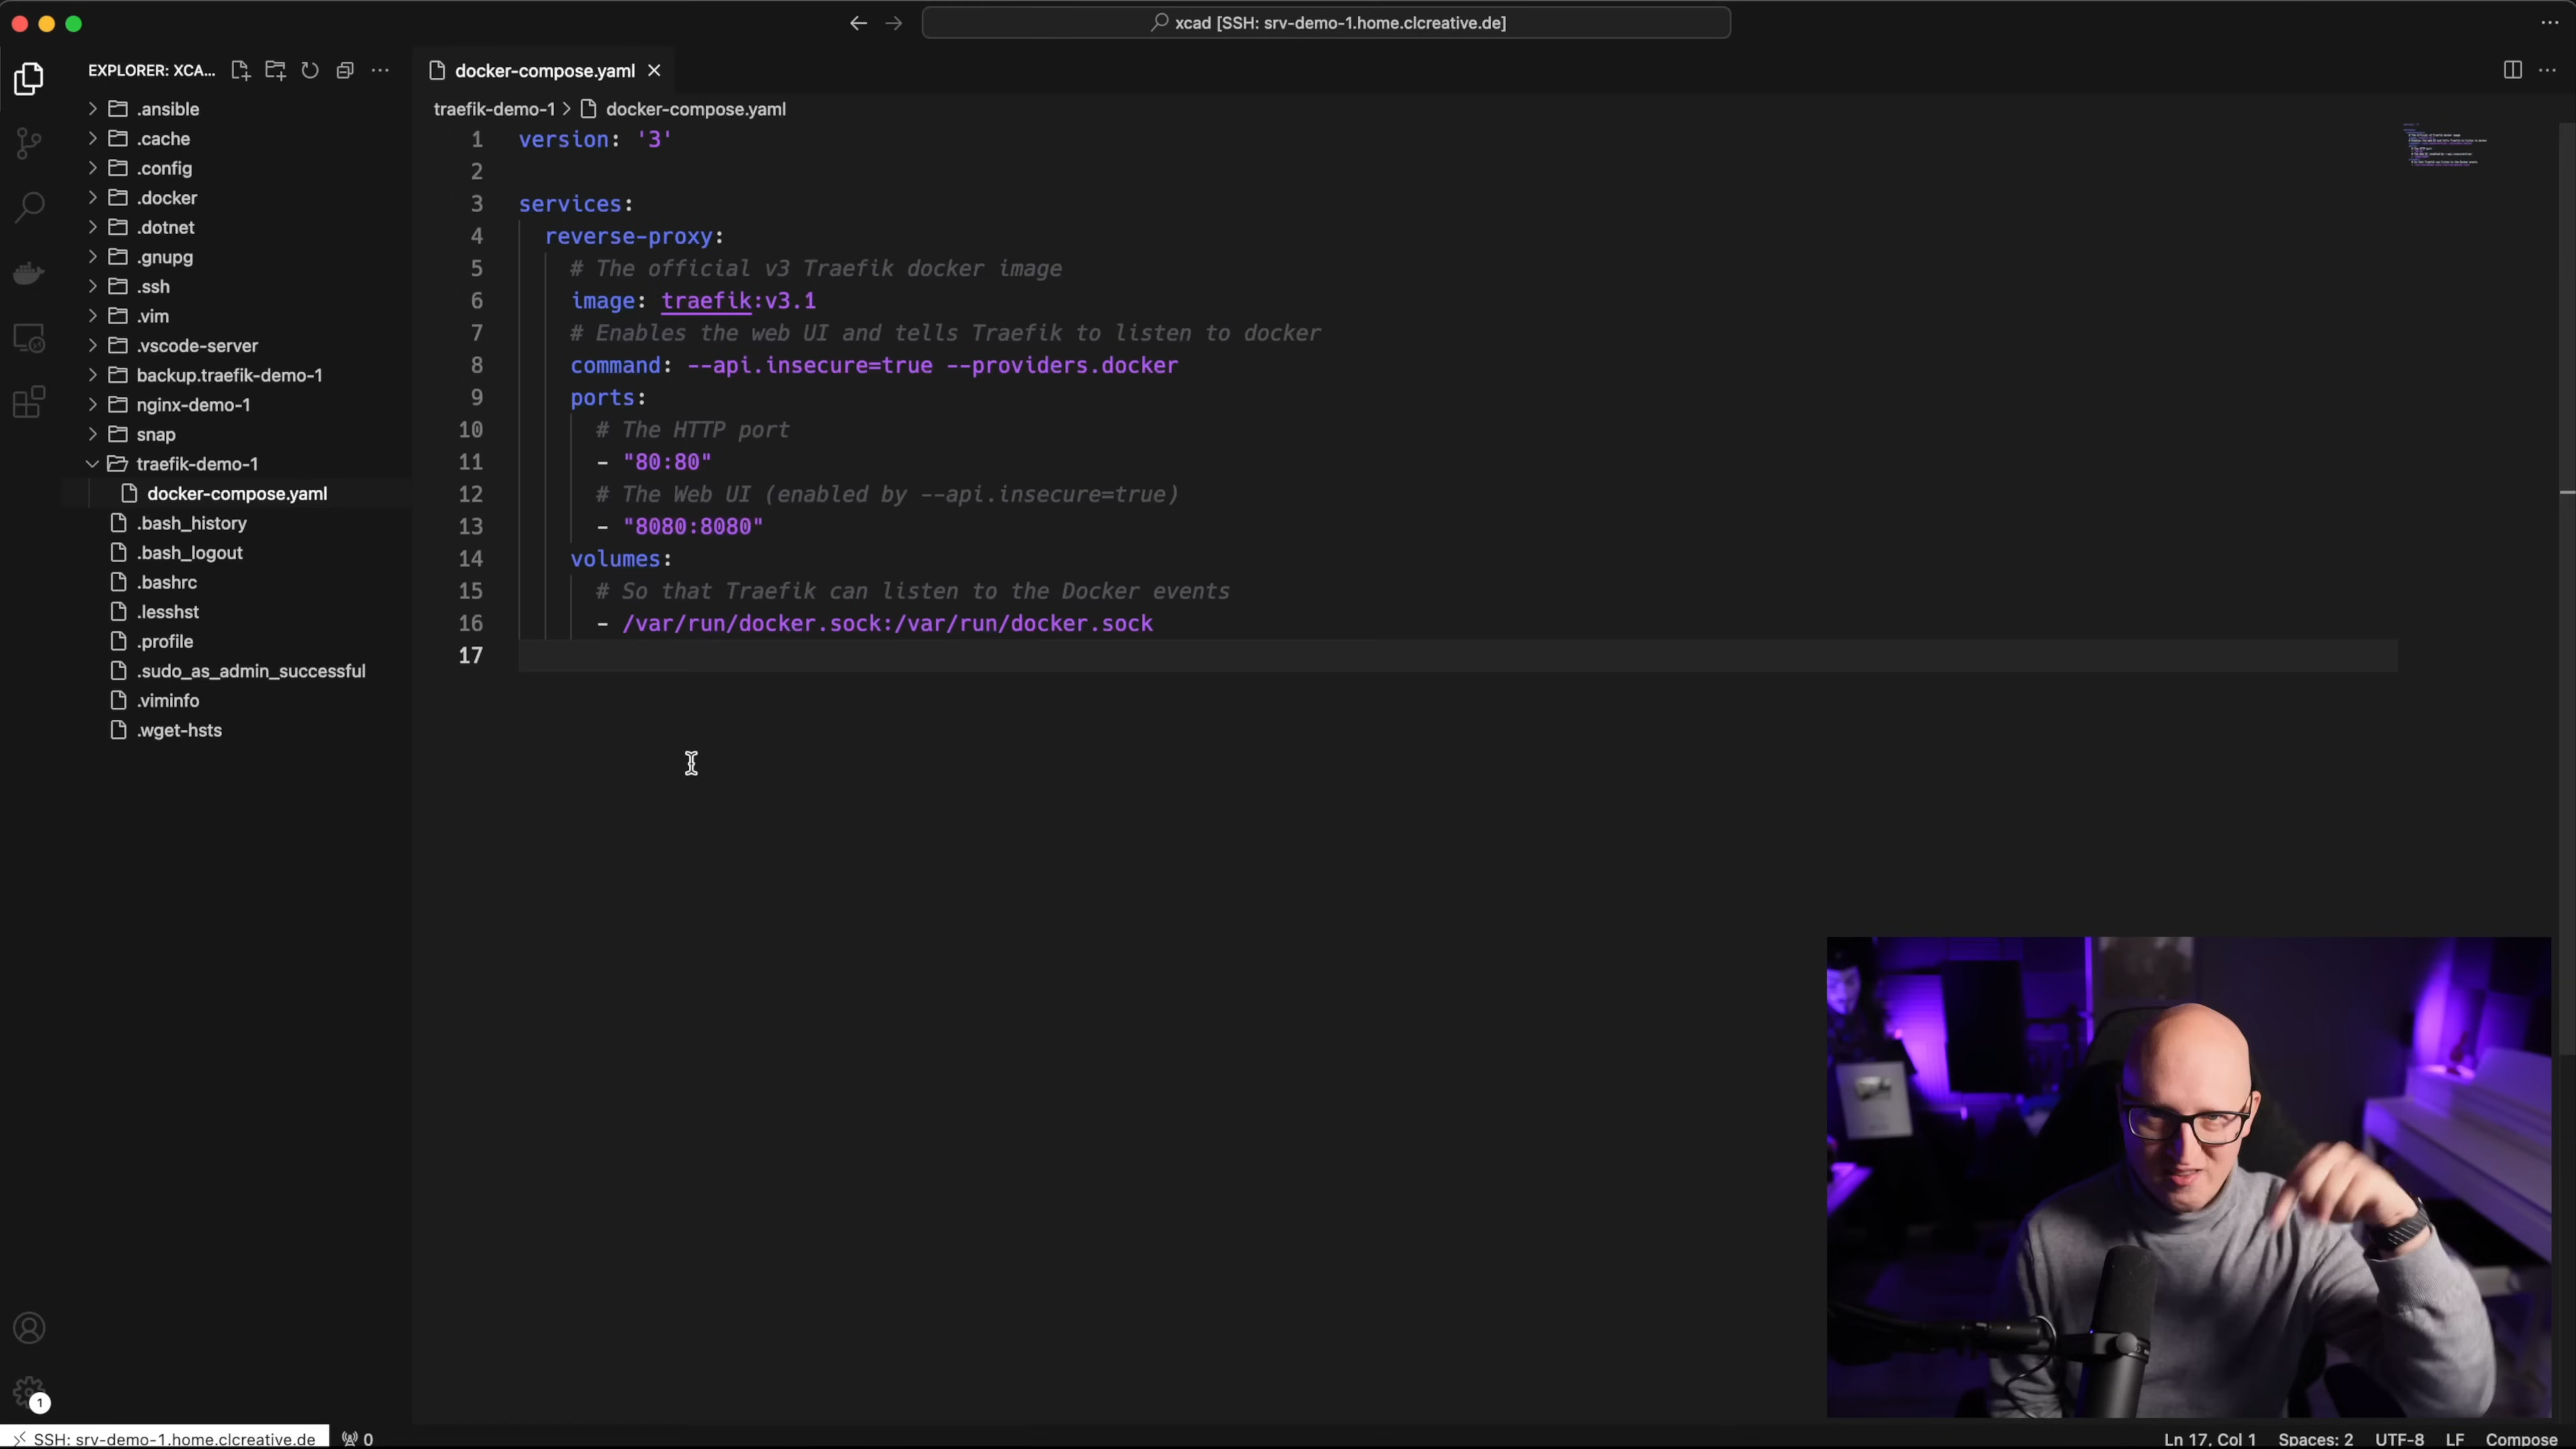 xcad [SSH: srv-demo-1.home.clcreative.de]
EXPLORER: XCA...
.ansible
.cache
.config
.docker
.dotnet
.gnupg
.ssh
.vim
.vscode-server
backup.traefik-demo-1
nginx-demo-1
snap
traefik-demo-1
docker-compose.yaml
.bash_history
.bash_logout
.bashrc
.lesshst
.profile
.sudo_as_admin_successful
.viminfo
.wget-hsts
docker-compose.yaml
traefik-demo-1 > docker-compose.yaml
1 version: '3'
2
3 services:
4 reverse-proxy:
5 # The official v3 Traefik docker image
6 image: traefik:v3.1
7 # Enables the web UI and tells Traefik to listen to docker
8 command: --api.insecure=true --providers.docker
9 ports:
10 # The HTTP port
11 - "80:80"
12 # The Web UI (enabled by --api.insecure=true)
13 - "8080:8080"
14 volumes:
15 # So that Traefik can listen to the Docker events
16 - /var/run/docker.sock:/var/run/docker.sock
17
1
SSH: srv-demo-1.home.clcreative.de 0 Ln 17, Col 1 Spaces: 2 UTF-8 LF Compose